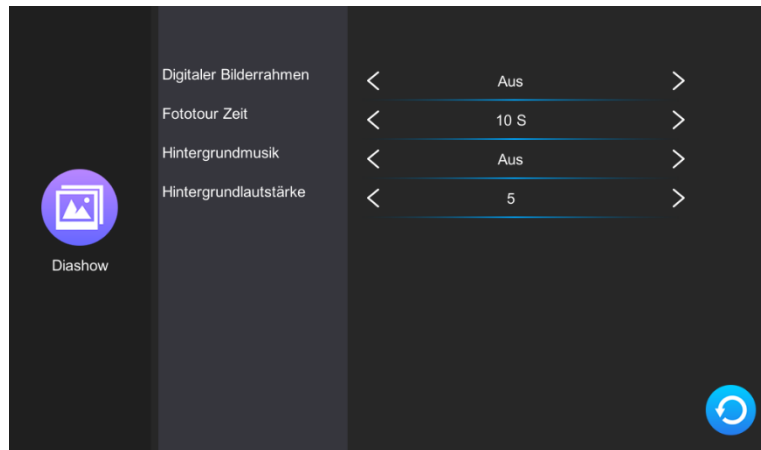 Digitaler Bilderrahmen
Aus
Fototour Zeit
10 S
Hintergrundmusik
Aus
Hintergrundlautstärke
5
Diashow